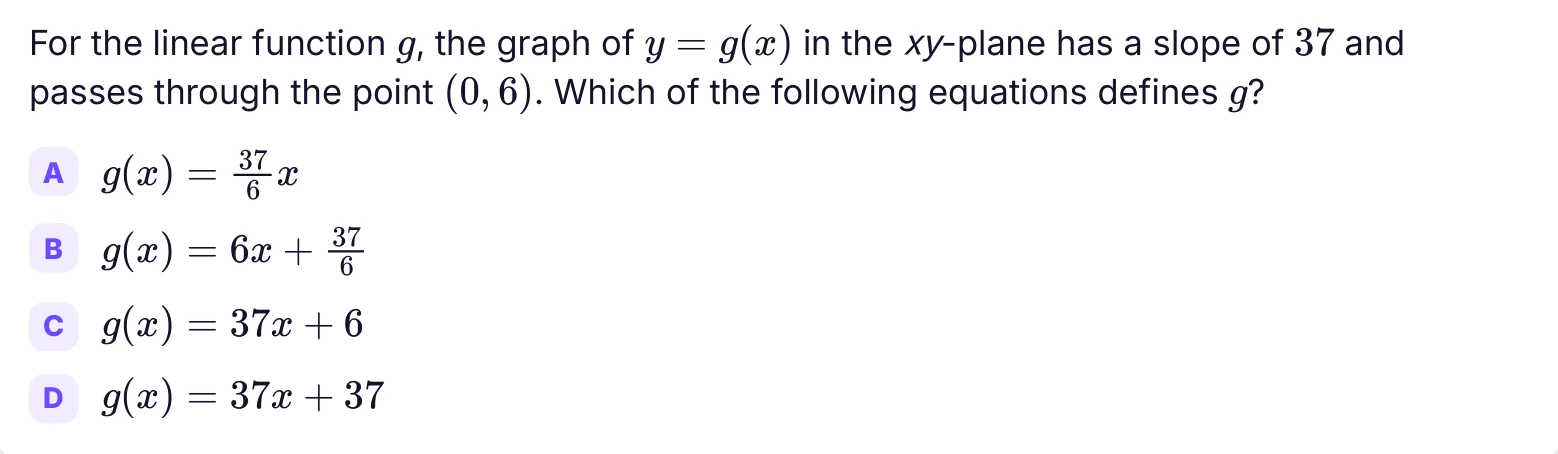 For the linear function g, the graph of y = g(x) in the xy-plane has a slope of 37 and
passes through the point (0, 6). Which of the following equations defines g?
A g(x) = 37/6 x
B g(x) = 6x + 37/6
C g(x) = 37x + 6
D g(x) = 37x + 37